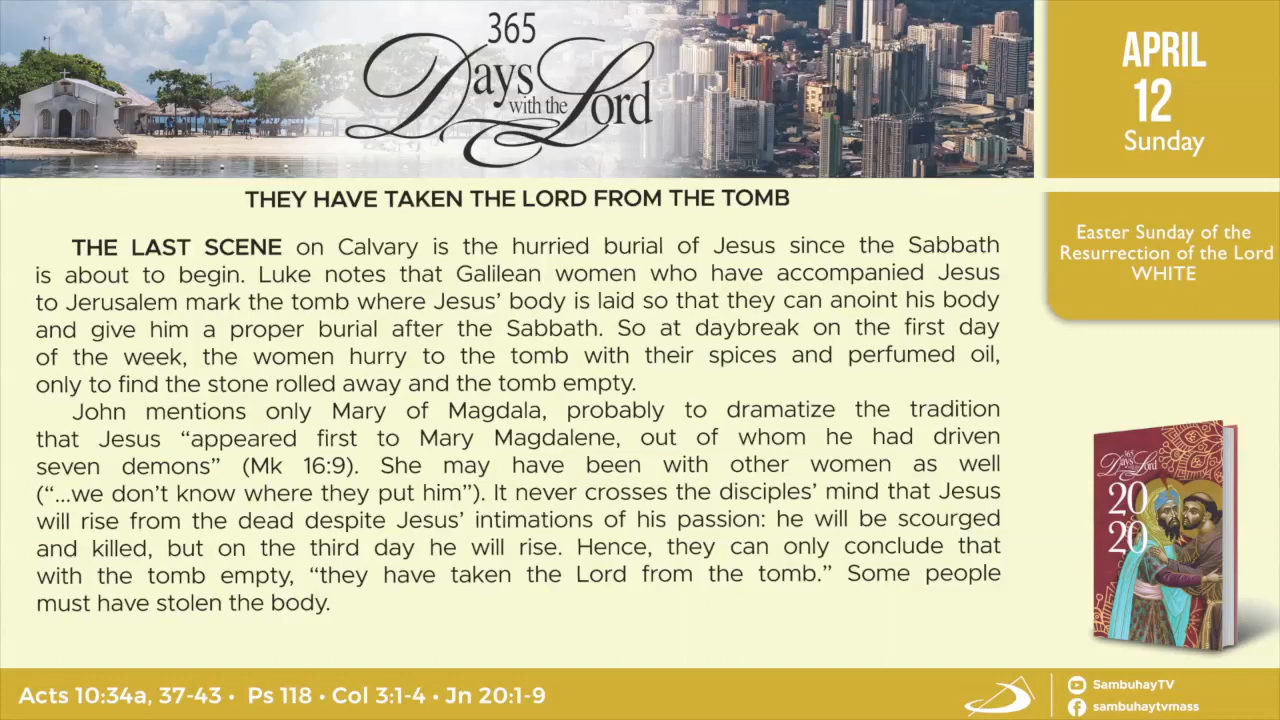 365
Days
with the
Lord
APRIL
12
Sunday
Easter Sunday of the
Resurrection of the Lord
WHITE
THEY HAVE TAKEN THE LORD FROM THE TOMB
THE LAST SCENE on Calvary is the hurried burial of Jesus since the Sabbath
is about to begin. Luke notes that Galilean women who have accompanied Jesus
to Jerusalem mark the tomb where Jesus’ body is laid so that they can anoint his body
and give him a proper burial after the Sabbath. So at daybreak on the first day
of the week, the women hurry to the tomb with their spices and perfumed oil,
only to find the stone rolled away and the tomb empty.
John mentions only Mary of Magdala, probably to dramatize the tradition
that Jesus “appeared first to Mary Magdalene, out of whom he had driven
seven demons” (Mk 16:9). She may have been with other women as well
(“...we don’t know where they put him”). It never crosses the disciples’ mind that Jesus
will rise from the dead despite Jesus’ intimations of his passion: he will be scourged
and killed, but on the third day he will rise. Hence, they can only conclude that
with the tomb empty, “they have taken the Lord from the tomb.” Some people
must have stolen the body.
365
Days
with the
Lord
20
20
Acts 10:34a, 37-43 • Ps 118 • Col 3:1-4 • Jn 20:1-9
SambuhayTV
sambuhaytvmass